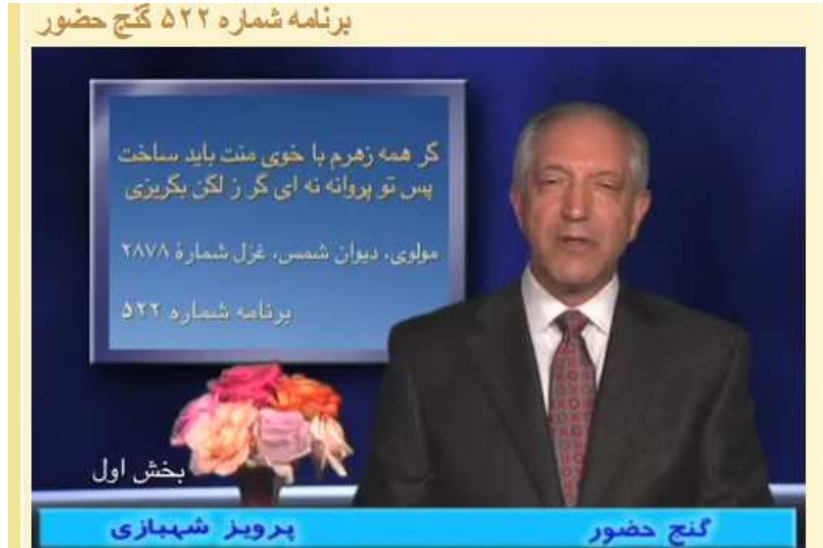 برنامه شماره ۵۲۲ گنج حضور
گر همه زهرم با خوی منت باید ساخت
پس تو پروانه نه ای گر ز لگن بگریزی
مولوی، دیوان شمس، غزل شمارهٔ ۲۸۷۸
برنامه شماره ۵۲۲
بخش اول
گنج حضور
پرویز شهبازی